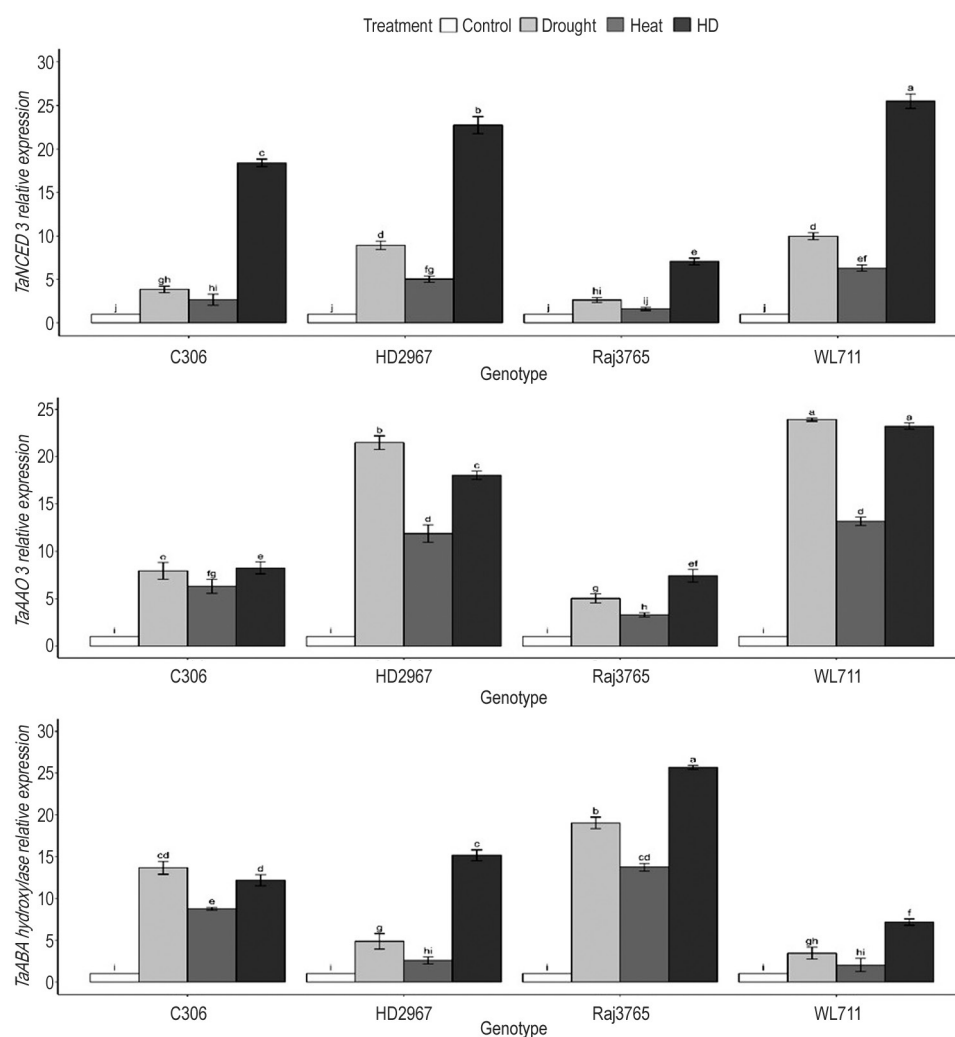 Treatment Control Drought Heat HD
TaNCED 3 relative expression
30
25
20
15
10
5
0
j gh hi c
j d fg b
j hi ij e
j d ef a
C306 HD2967 Raj3765 WL711
Genotype
TaAAO 3 relative expression
25
20
15
10
5
0
i e fg e
i b d c
i g h ef
i a d a
C306 HD2967 Raj3765 WL711
Genotype
TaABA hydroxylase relative expression
30
25
20
15
10
5
0
i cd e d
i g hi c
i b cd a
i gh hi f
C306 HD2967 Raj3765 WL711
Genotype